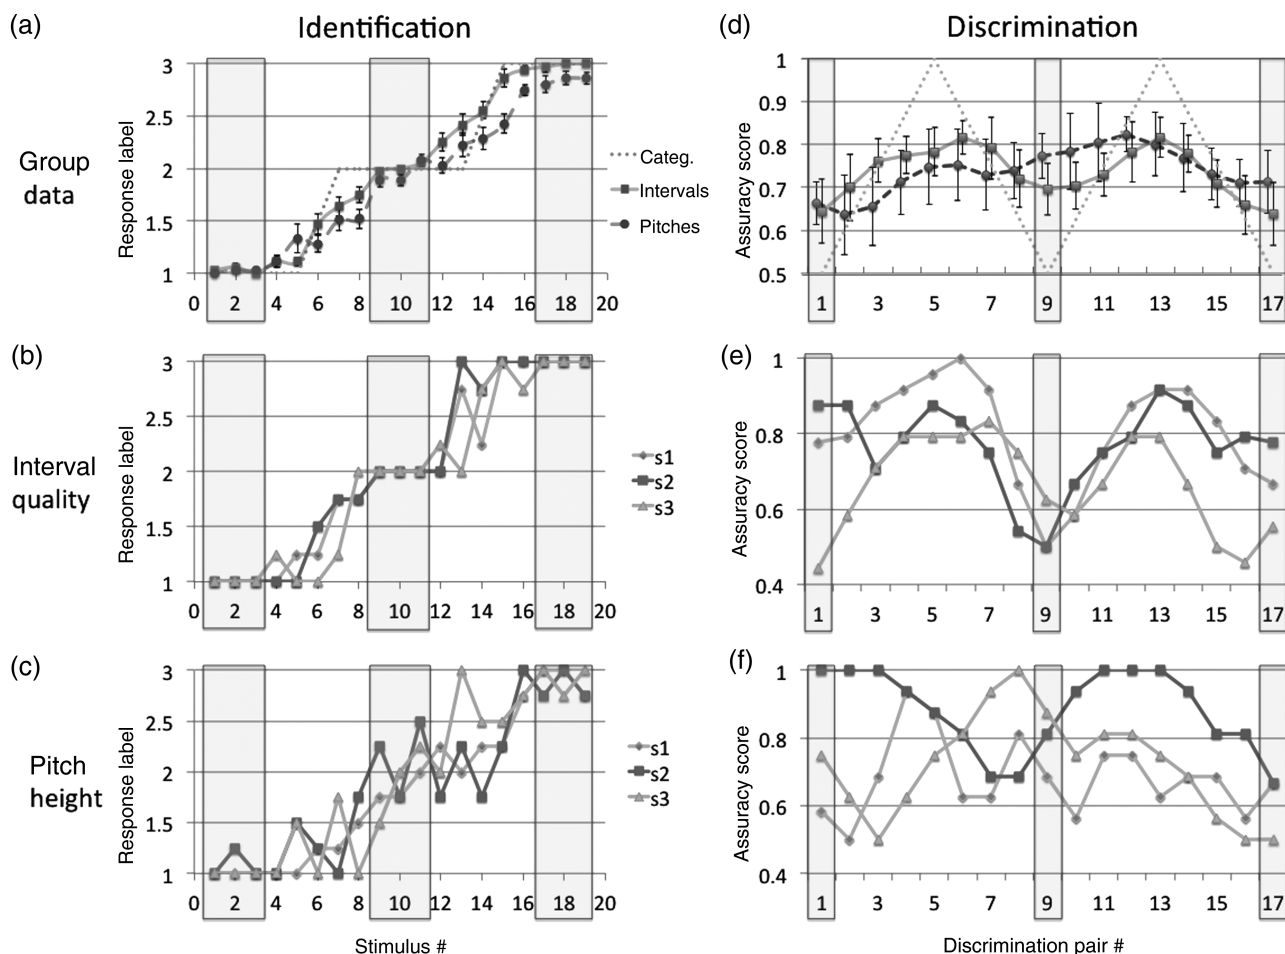 (a) Identification
Group data
Response label
3
2.5
2
1.5
1
0 2 4 6 8 10 12 14 16 18 20
Categ.
Intervals
Pitches
(d) Discrimination
Assuracy score
1
0.9
0.8
0.7
0.6
0.5
1 3 5 7 9 11 13 15 17
(b)
Interval quality
Response label
3
2.5
2
1.5
1
0 2 4 6 8 10 12 14 16 18 20
s1
s2
s3
(e)
Assuracy score
1
0.8
0.6
0.4
1 3 5 7 9 11 13 15 17
(c)
Pitch height
Response label
3
2.5
2
1.5
1
0 2 4 6 8 10 12 14 16 18 20
Stimulus #
s1
s2
s3
(f)
Assuracy score
1
0.8
0.6
0.4
1 3 5 7 9 11 13 15 17
Discrimination pair #